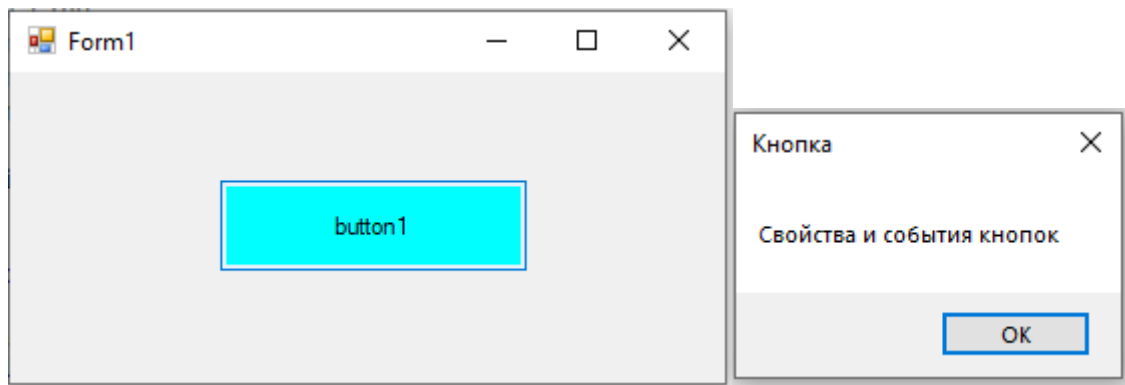 Form1
button1
Кнопка
Свойства и события кнопок
OK